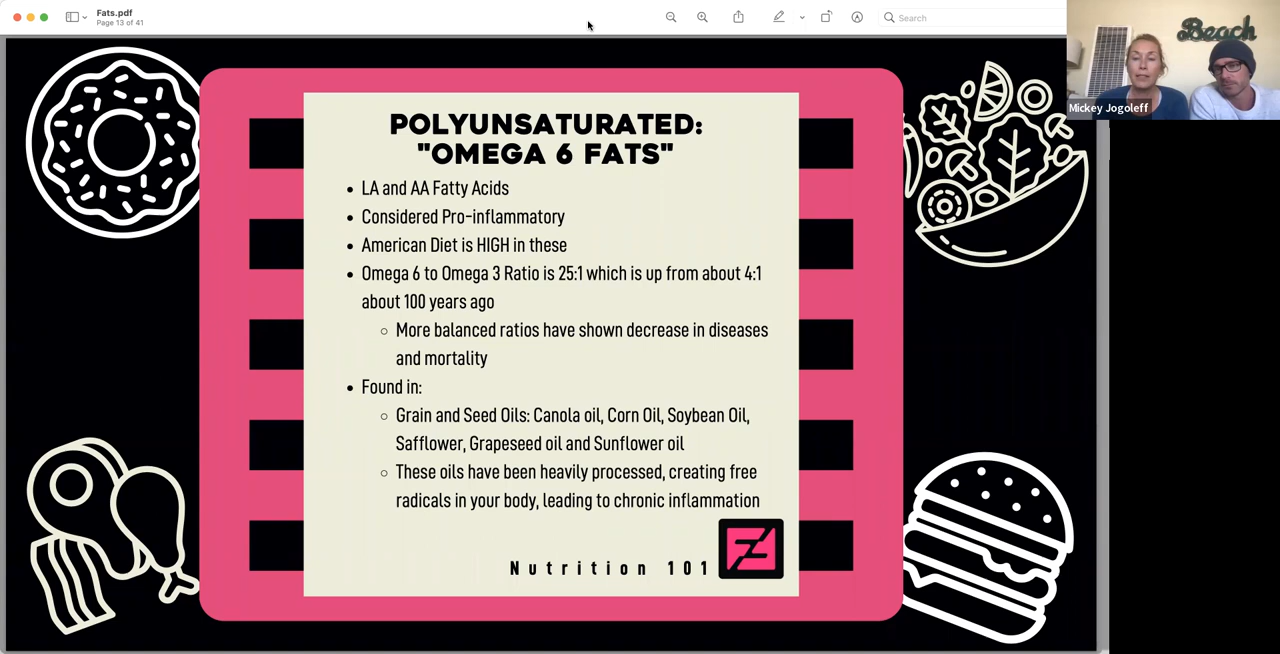 Fats.pdf
Page 13 of 41
Search
Beach
Mickey Jogoleff
POLYUNSATURATED:
"OMEGA 6 FATS"
• LA and AA Fatty Acids
• Considered Pro-inflammatory
• American Diet is HIGH in these
• Omega 6 to Omega 3 Ratio is 25:1 which is up from about 4:1
about 100 years ago
○ More balanced ratios have shown decrease in diseases
and mortality
• Found in:
○ Grain and Seed Oils: Canola oil, Corn Oil, Soybean Oil,
Safflower, Grapeseed oil and Sunflower oil
○ These oils have been heavily processed, creating free
radicals in your body, leading to chronic inflammation
Nutrition 101